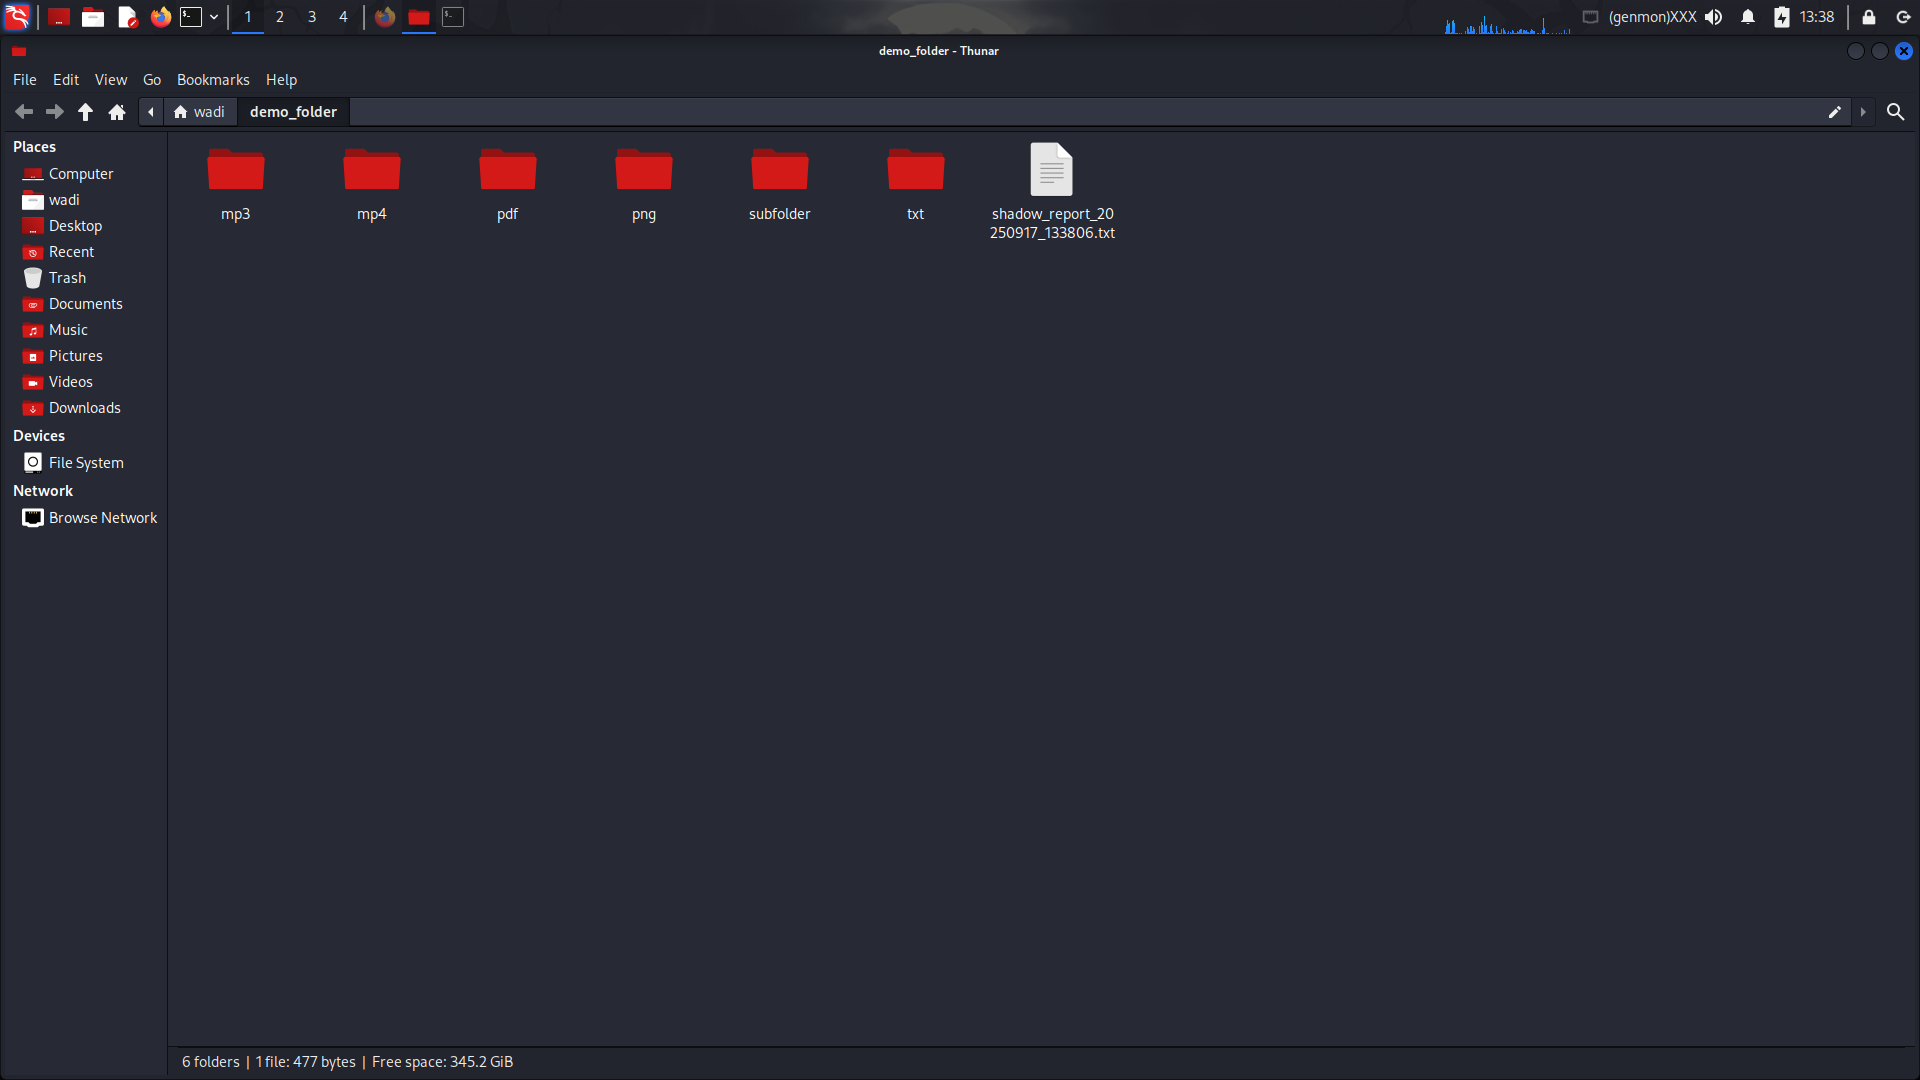 1 2 3 4
(genmon)XXX 13:38
demo_folder - Thunar
File Edit View Go Bookmarks Help
wadi demo_folder
Places
Computer
wadi
Desktop
Recent
Trash
Documents
Music
Pictures
Videos
Downloads
Devices
File System
Network
Browse Network
mp3 mp4 pdf png subfolder txt shadow_report_20
250917_133806.txt
6 folders | 1 file: 477 bytes | Free space: 345.2 GiB